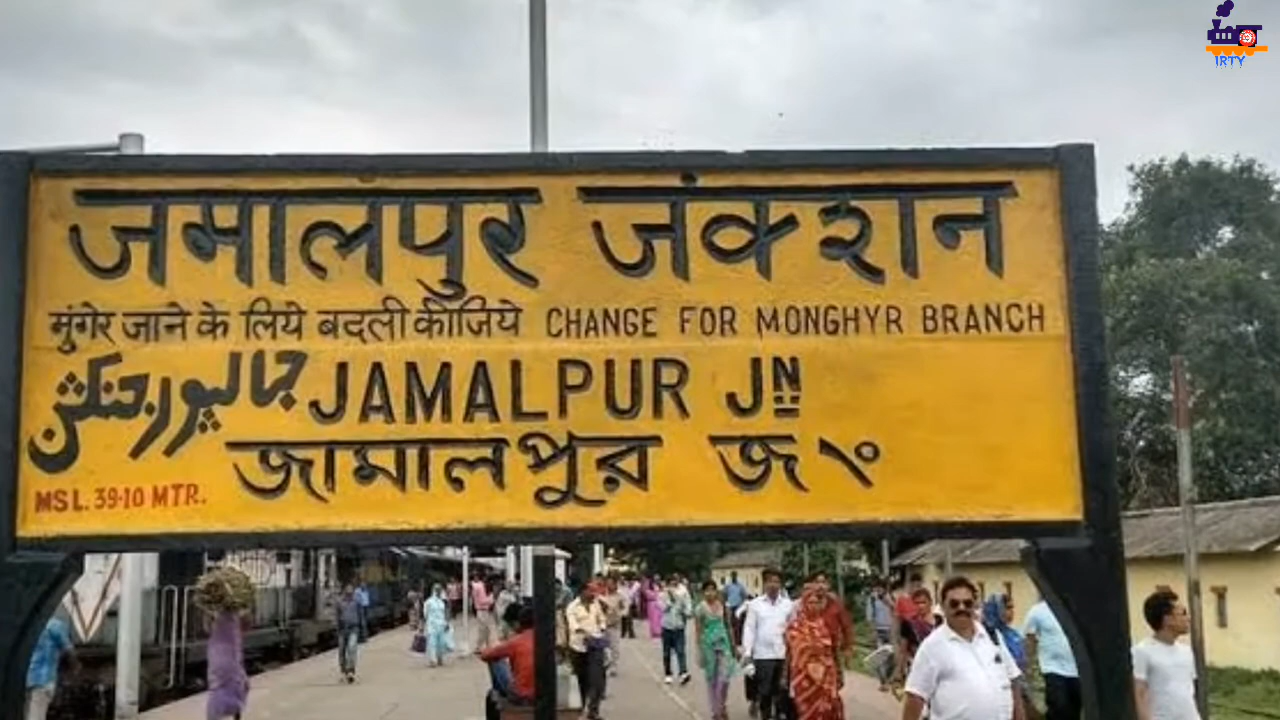 IRTY
जमालपुर जंकशन
मुंगेर जाने के लिये बदली कीजिये CHANGE FOR MONGHYR BRANCH
جمالپور جنکشن JAMALPUR JN
জামালপুর জং
MSL. 39·10 MTR.